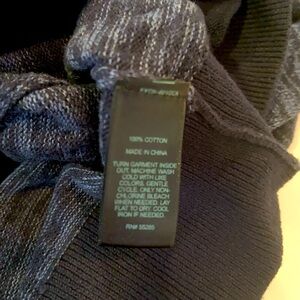 100% COTTON
MADE IN CHINA
TURN GARMENT INSIDE
OUT, MACHINE WASH
COLD WITH LIKE
COLORS, GENTLE
CYCLE. ONLY NON-
CHLORINE BLEACH
WHEN NEEDED. LAY
FLAT TO DRY. COOL
IRON IF NEEDED.
RN# 55285